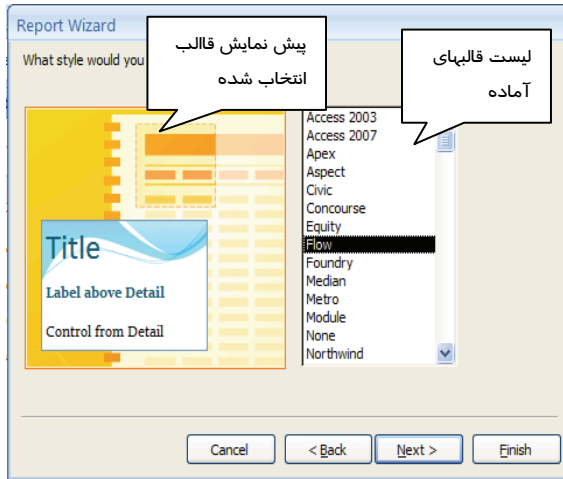 Report Wizard
What style would you
پیش نمایش قاالب
انتخاب شده
لیست قالبهای
آماده
Title
Label above Detail
Control from Detail
Access 2003
Access 2007
Apex
Aspect
Civic
Concourse
Equity
Flow
Foundry
Median
Metro
Module
None
Northwind
Cancel
< Back
Next >
Finish